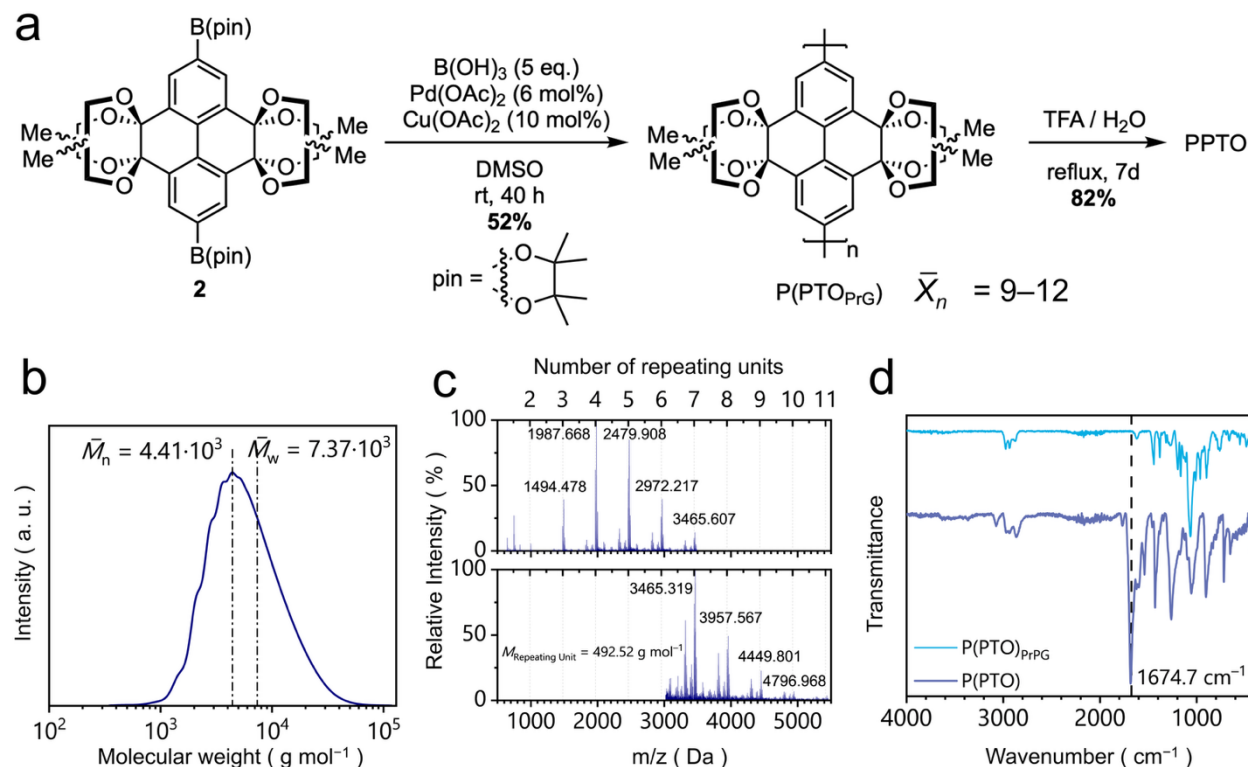 a
B(pin)
O
O
O
O
O
O
O
O
Me
Me
Me
Me
B(pin)
2
B(OH)3 (5 eq.)
Pd(OAc)2 (6 mol%)
Cu(OAc)2 (10 mol%)
DMSO
rt, 40 h
52%
pin =
O
O
O
O
O
O
O
O
O
O
Me
Me
Me
Me
n
P(PTOPrG) X̄n = 9–12
TFA / H2O
reflux, 7d
82%
PPTO
b
M̄n = 4.41·10³
M̄w = 7.37·10³
Intensity ( a. u. )
10² 10³ 10⁴ 10⁵
Molecular weight ( g mol⁻¹ )
c
Number of repeating units
2 3 4 5 6 7 8 9 10 11
100
50
0
1987.668
2479.908
1494.478
2972.217
3465.607
Relative Intensity ( % )
100
50
0
3465.319
3957.567
MRepeating Unit = 492.52 g mol⁻¹
4449.801
4796.968
1000 2000 3000 4000 5000
m/z ( Da )
d
Transmittance
P(PTO)PrPG
P(PTO)
1674.7 cm⁻¹
4000 3000 2000 1000
Wavenumber ( cm⁻¹ )